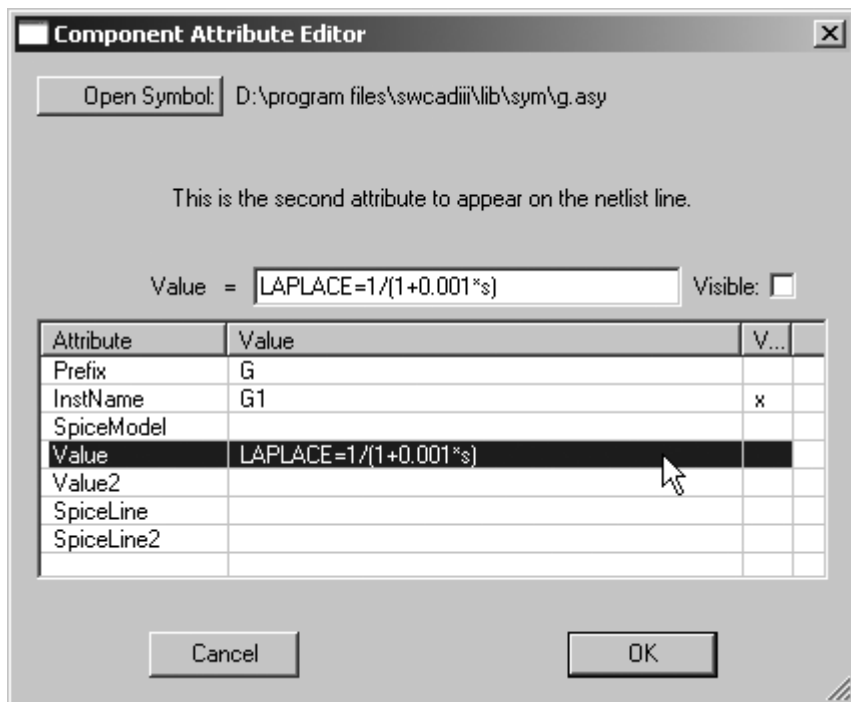 Component Attribute Editor
Open Symbol: D:\program files\swcadiii\lib\sym\g.asy
This is the second attribute to appear on the netlist line.
Value = LAPLACE=1/(1+0.001*s) Visible:
Attribute Value V...
Prefix G
InstName G1 x
SpiceModel
Value LAPLACE=1/(1+0.001*s)
Value2
SpiceLine
SpiceLine2
Cancel OK